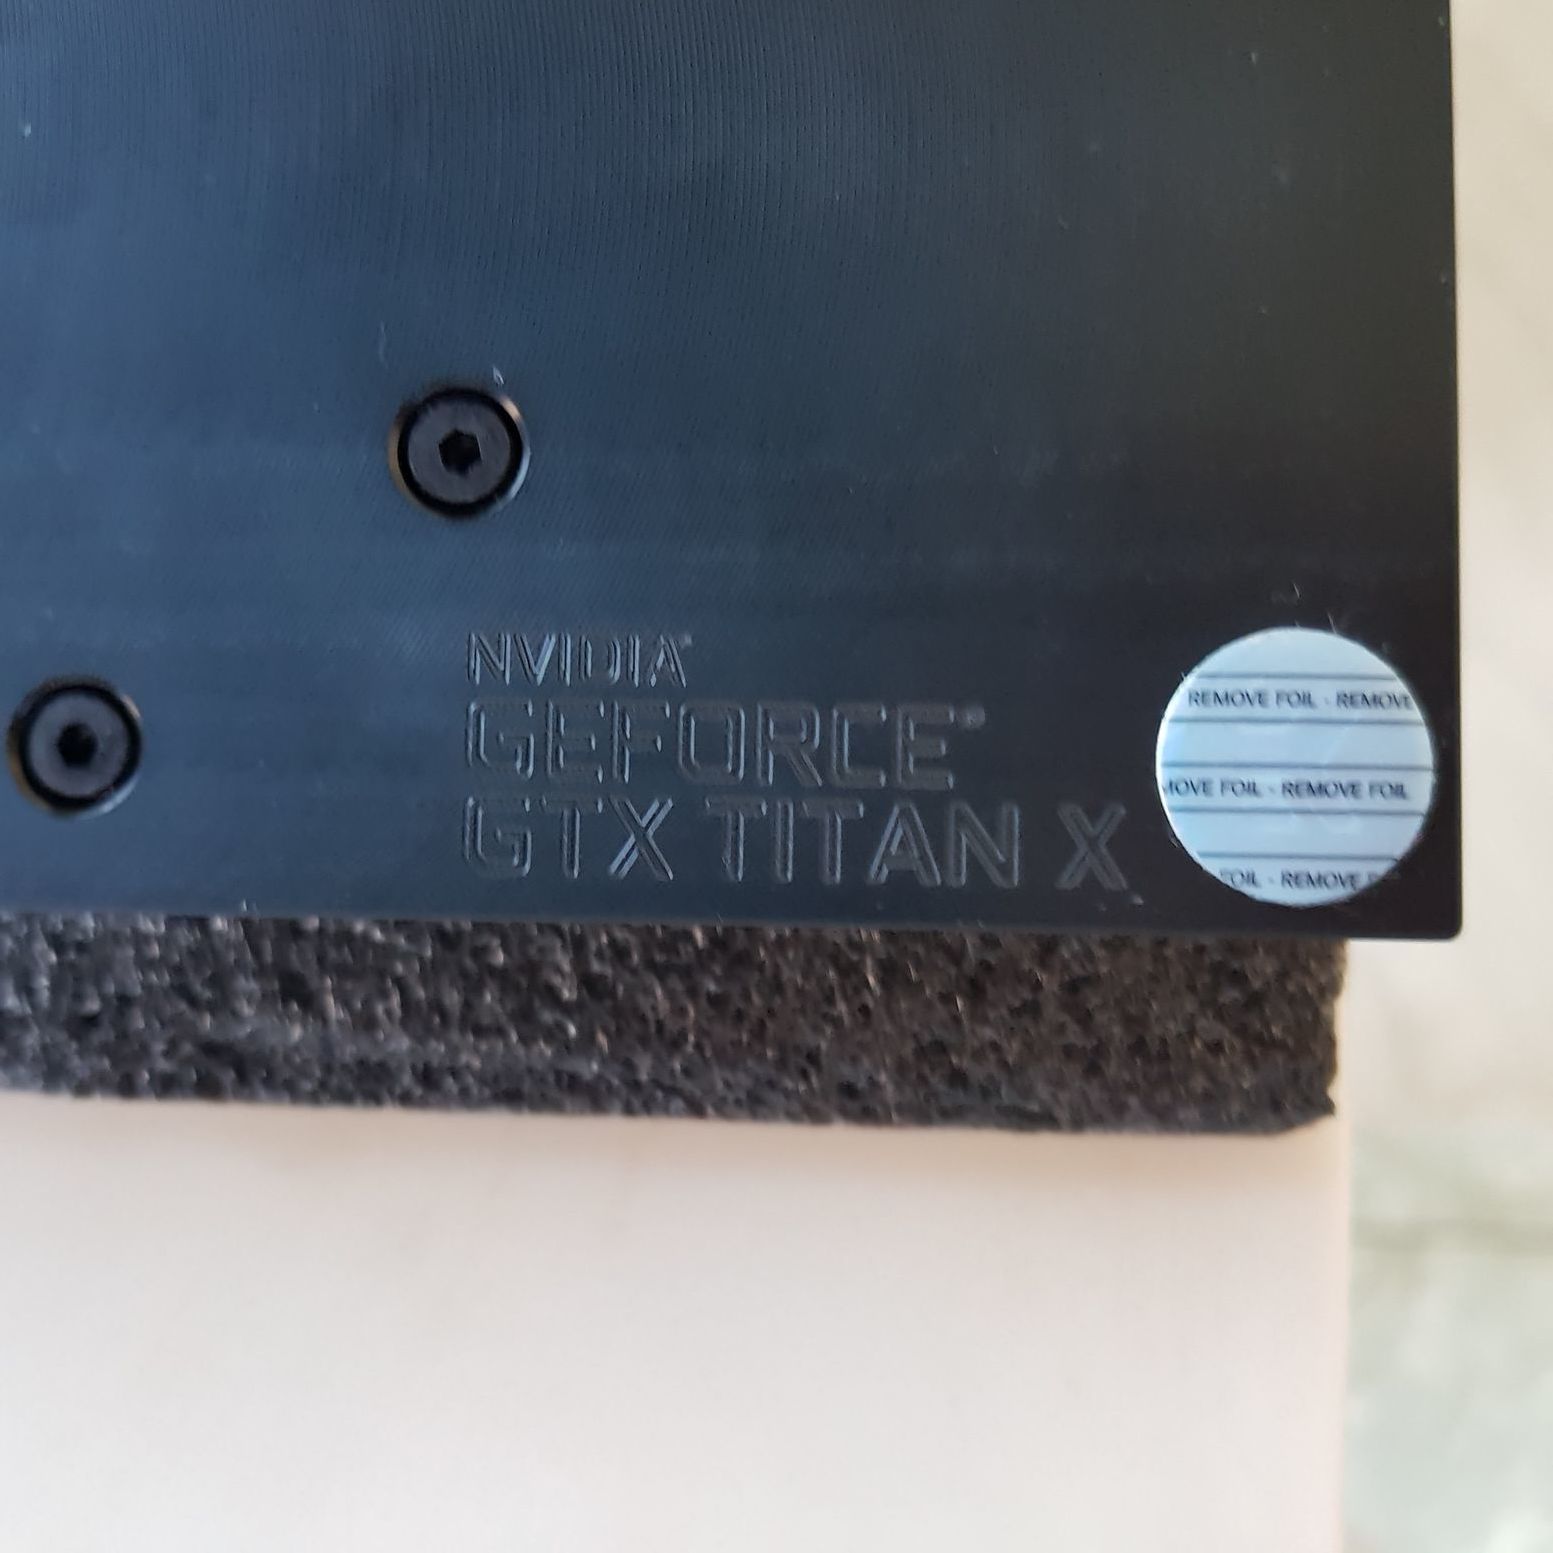 NVIDIA
GEFORCE®
GTX TITAN X
REMOVE FOIL - REMOVE
MOVE FOIL - REMOVE FOIL
FOIL - REMOVE F